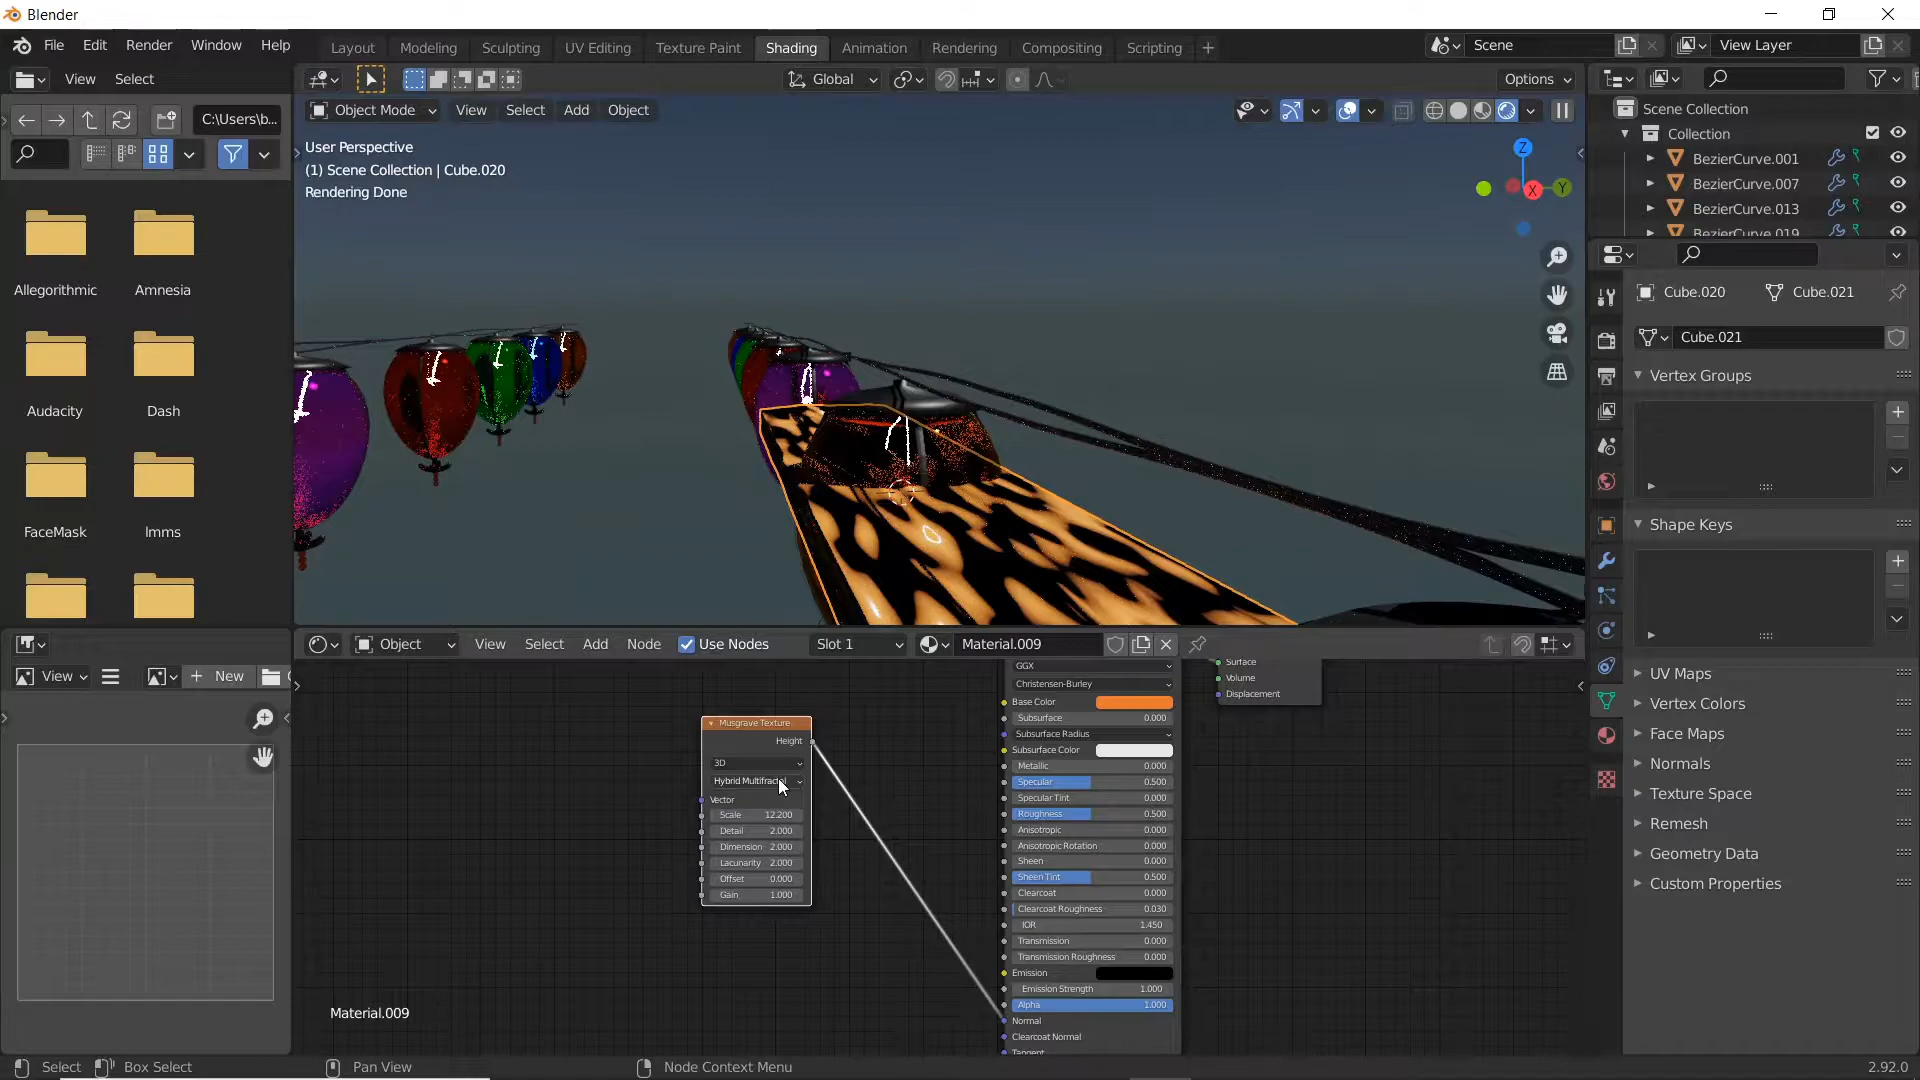 Blender
File Edit Render Window Help
Layout Modeling Sculpting UV Editing Texture Paint Shading Animation Rendering Compositing Scripting +
Scene
View Layer
View Select
Global
Options
C:\Users\b...
Object Mode View Select Add Object
User Perspective
(1) Scene Collection | Cube.020
Rendering Done
Z
X
Y
Scene Collection
Collection
BezierCurve.001
BezierCurve.007
BezierCurve.013
BezierCurve.019
Allegorithmic
Amnesia
Audacity
Dash
FaceMask
lmms
Cube.020
Cube.021
Cube.021
Vertex Groups
Shape Keys
UV Maps
Vertex Colors
Face Maps
Normals
Texture Space
Remesh
Geometry Data
Custom Properties
View
New
Object View Select Add Node Use Nodes Slot 1 Material.009
Musgrave Texture
Height
3D
Hybrid Multifractal
Vector
Scale 12.200
Detail 2.000
Dimension 2.000
Lacunarity 2.000
Offset 0.000
Gain 1.000
GGX
Christensen-Burley
Base Color
Subsurface 0.000
Subsurface Radius
Subsurface Color
Metallic 0.000
Specular 0.500
Specular Tint 0.000
Roughness 0.500
Anisotropic 0.000
Anisotropic Rotation 0.000
Sheen 0.000
Sheen Tint 0.500
Clearcoat 0.000
Clearcoat Roughness 0.030
IOR 1.450
Transmission 0.000
Transmission Roughness 0.000
Emission
Emission Strength 1.000
Alpha 1.000
Normal
Clearcoat Normal
Tangent
Surface
Volume
Displacement
Material.009
Select Box Select Pan View Node Context Menu 2.92.0